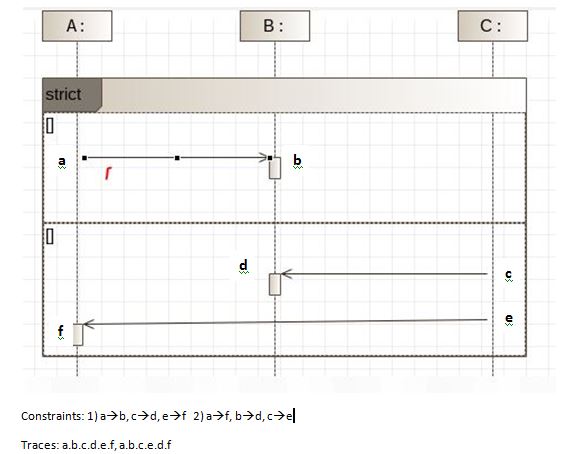 A: B: C:
strict
[]
a b
r
[]
d c
e
f
Constraints: 1) a→b, c→d, e→f 2) a→f, b→d, c→e
Traces: a.b.c.d.e.f, a.b.c.e.d.f